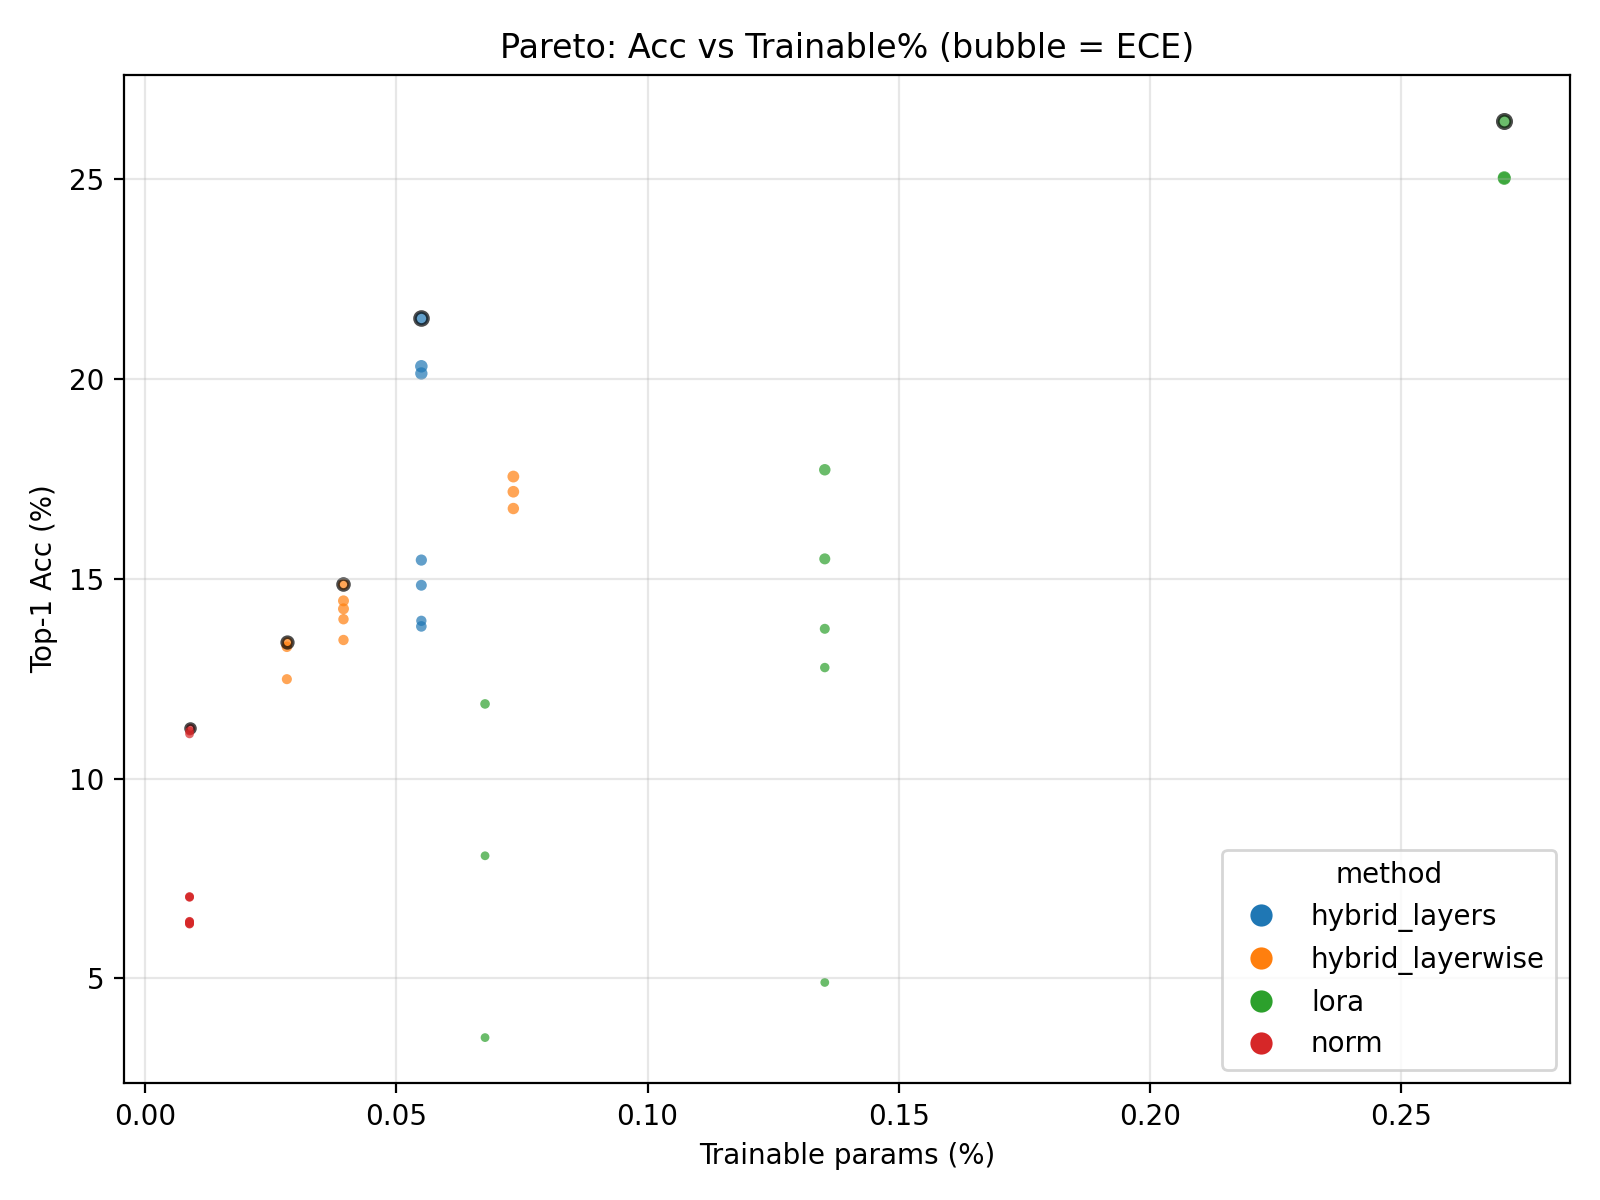 Pareto: Acc vs Trainable% (bubble = ECE)
Top-1 Acc (%)
25
20
15
10
5
0.00
0.05
0.10
0.15
0.20
0.25
Trainable params (%)
method
hybrid_layers
hybrid_layerwise
lora
norm